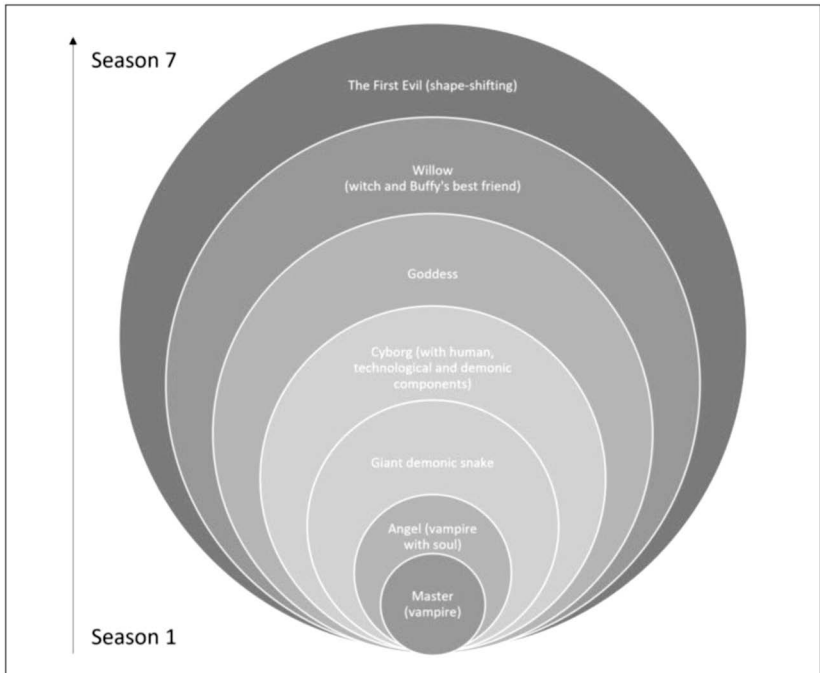 Season 7
The First Evil (shape-shifting)
Willow
(witch and Buffy's best friend)
Goddess
Cyborg (with human,
technological and demonic
components)
Giant demonic snake
Angel (vampire
with soul)
Master
(vampire)
Season 1